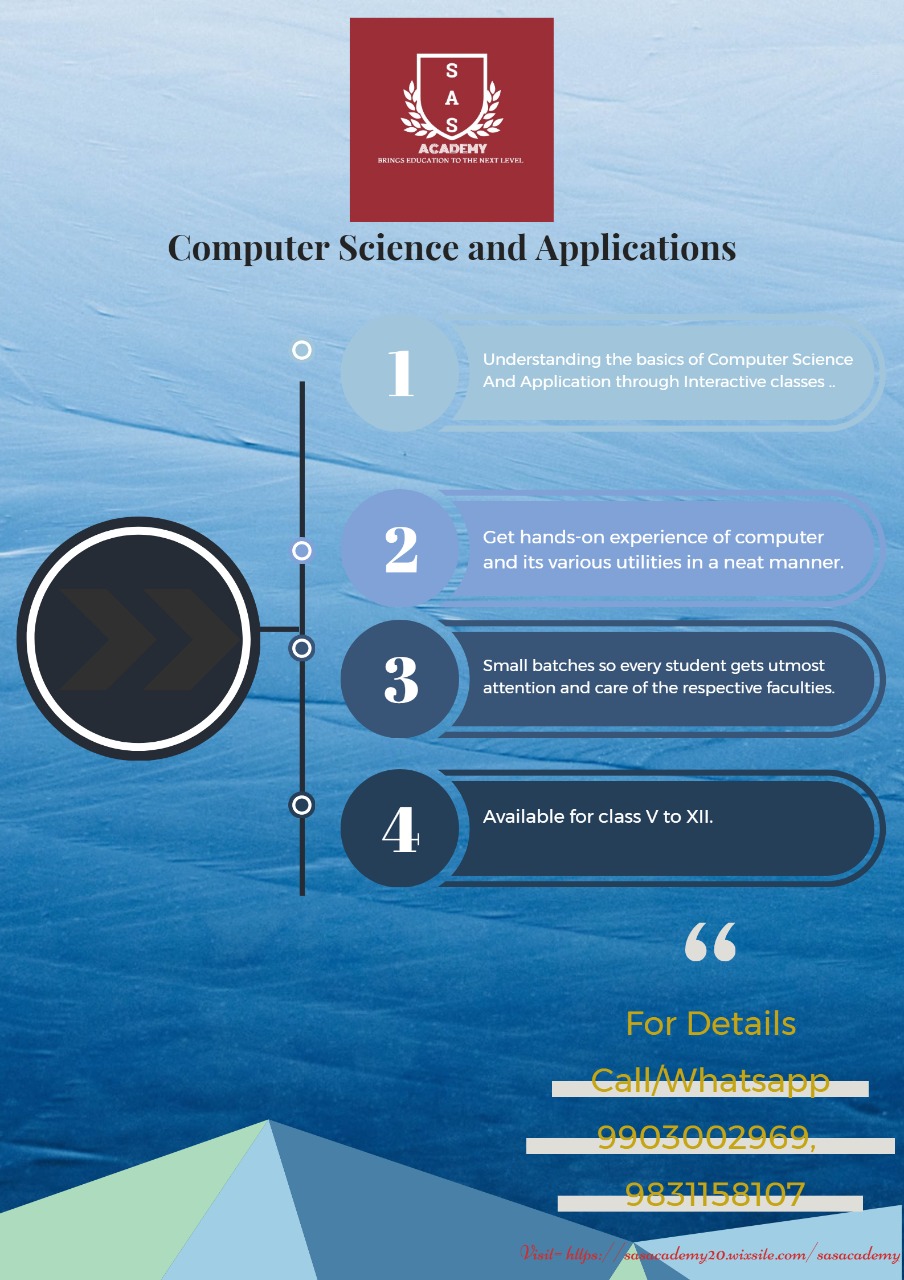 S
A
S
ACADEMY
BRINGS EDUCATION TO THE NEXT LEVEL
Computer Science and Applications
1
Understanding the basics of Computer Science
And Application through Interactive classes ..
2
Get hands-on experience of computer
and its various utilities in a neat manner.
3
Small batches so every student gets utmost
attention and care of the respective faculties.
4
Available for class V to XII.
“
For Details
Call/Whatsapp
9903002969,
9831158107
Visit- https://sasacademy20.wixsite.com/sasacademy